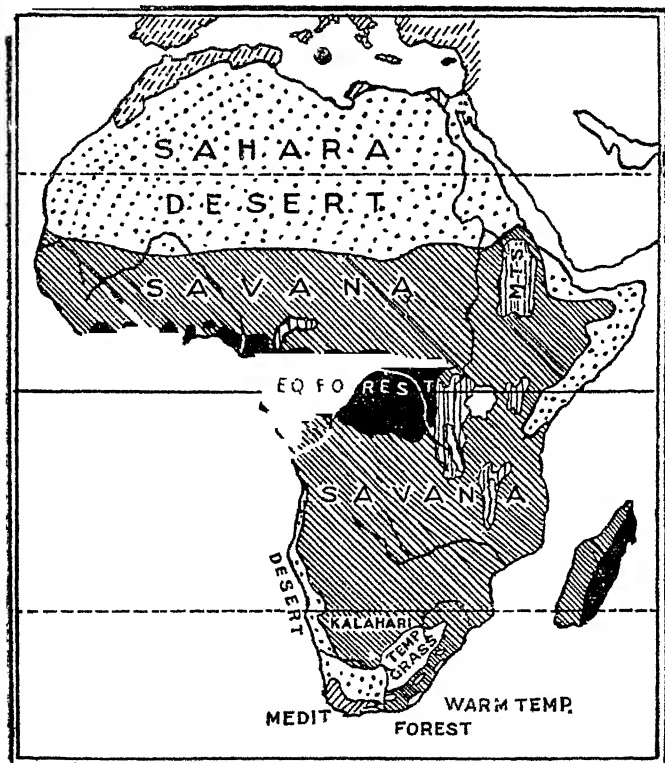 SAHARA
DESERT
SAVANA
MTS
EQ FOREST
SAVANA
DESERT
KALAHARI
TEMP
GRASS
MEDIT
WARM TEMP.
FOREST